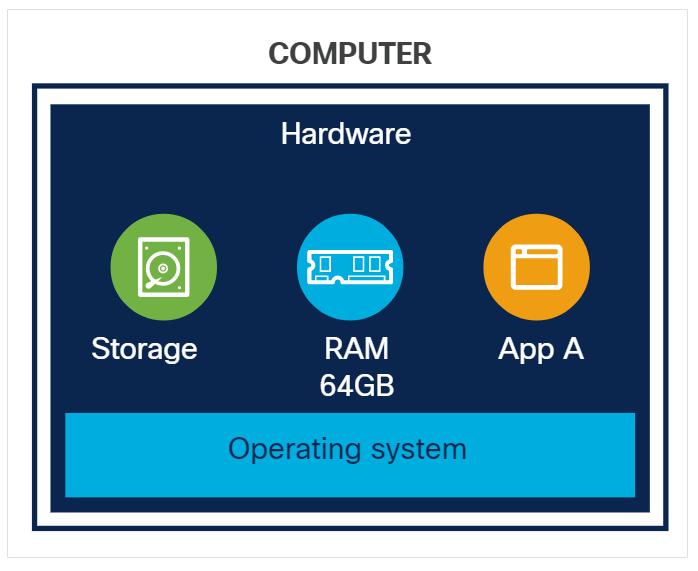 COMPUTER
Hardware
Storage
RAM
64GB
App A
Operating system